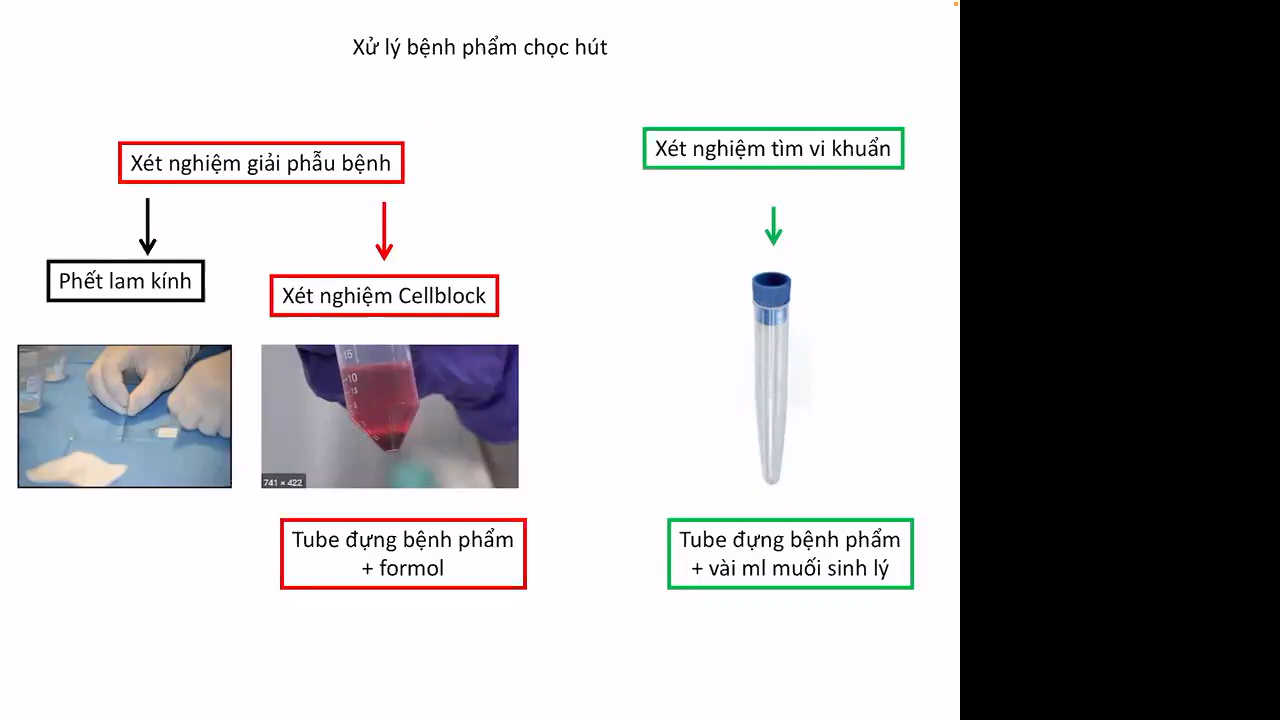 Xử lý bệnh phẩm chọc hút
Xét nghiệm giải phẫu bệnh
Xét nghiệm tìm vi khuẩn
Phết lam kính
Xét nghiệm Cellblock
15
10
741 × 422
Tube đựng bệnh phẩm
+ formol
Tube đựng bệnh phẩm
+ vài ml muối sinh lý